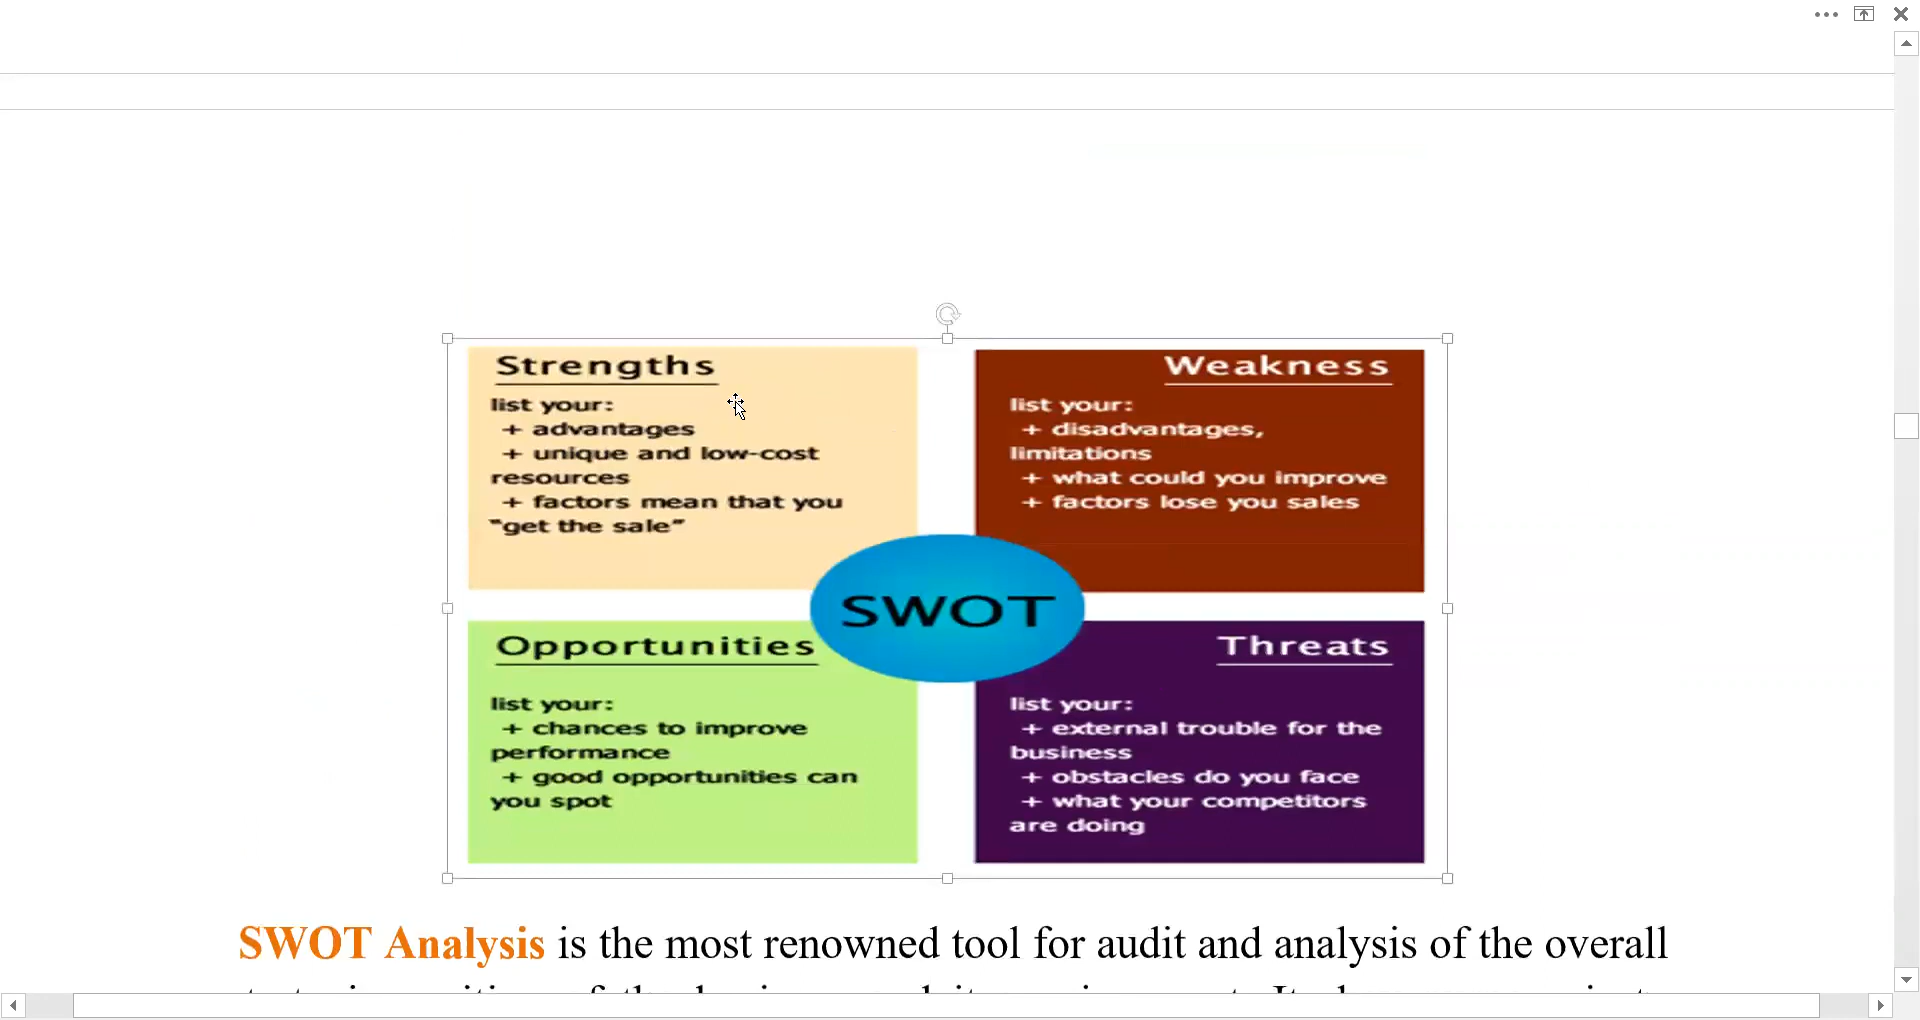 Strengths
list your:
+ advantages
+ unique and low-cost
resources
+ factors mean that you
"get the sale"
Weakness
list your:
+ disadvantages,
limitations
+ what could you improve
+ factors lose you sales
SWOT
Opportunities
list your:
+ chances to improve
performance
+ good opportunities can
you spot
Threats
list your:
+ external trouble for the
business
+ obstacles do you face
+ what your competitors
are doing
SWOT Analysis is the most renowned tool for audit and analysis of the overall